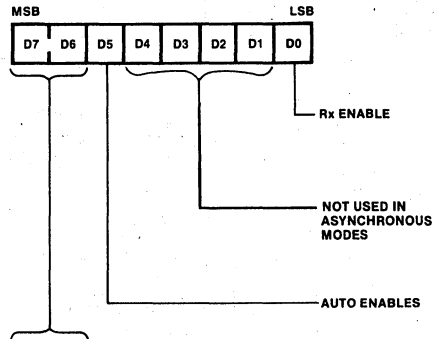 MSB LSB
D7 D6 D5 D4 D3 D2 D1 D0
Rx ENABLE
NOT USED IN
ASYNCHRONOUS
MODES
AUTO ENABLES